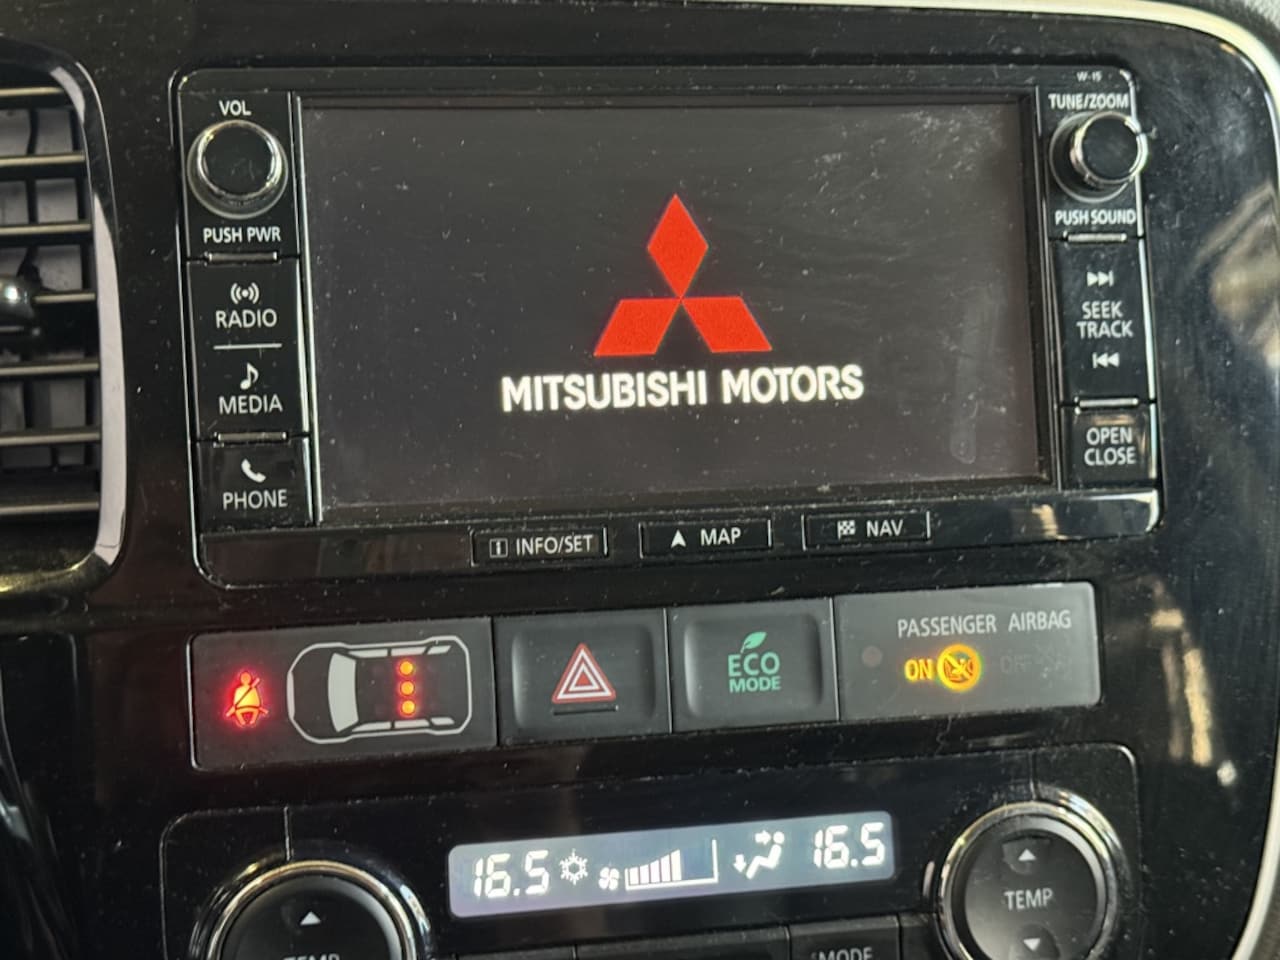 W-15
VOL
TUNE/ZOOM
PUSH PWR
PUSH SOUND
RADIO
SEEK
TRACK
MEDIA
MITSUBISHI MOTORS
OPEN
CLOSE
PHONE
INFO/SET
MAP
NAV
PASSENGER AIRBAG
ON
OFF
ECO
MODE
16.5
16.5
TEMP
TEMP
MODE